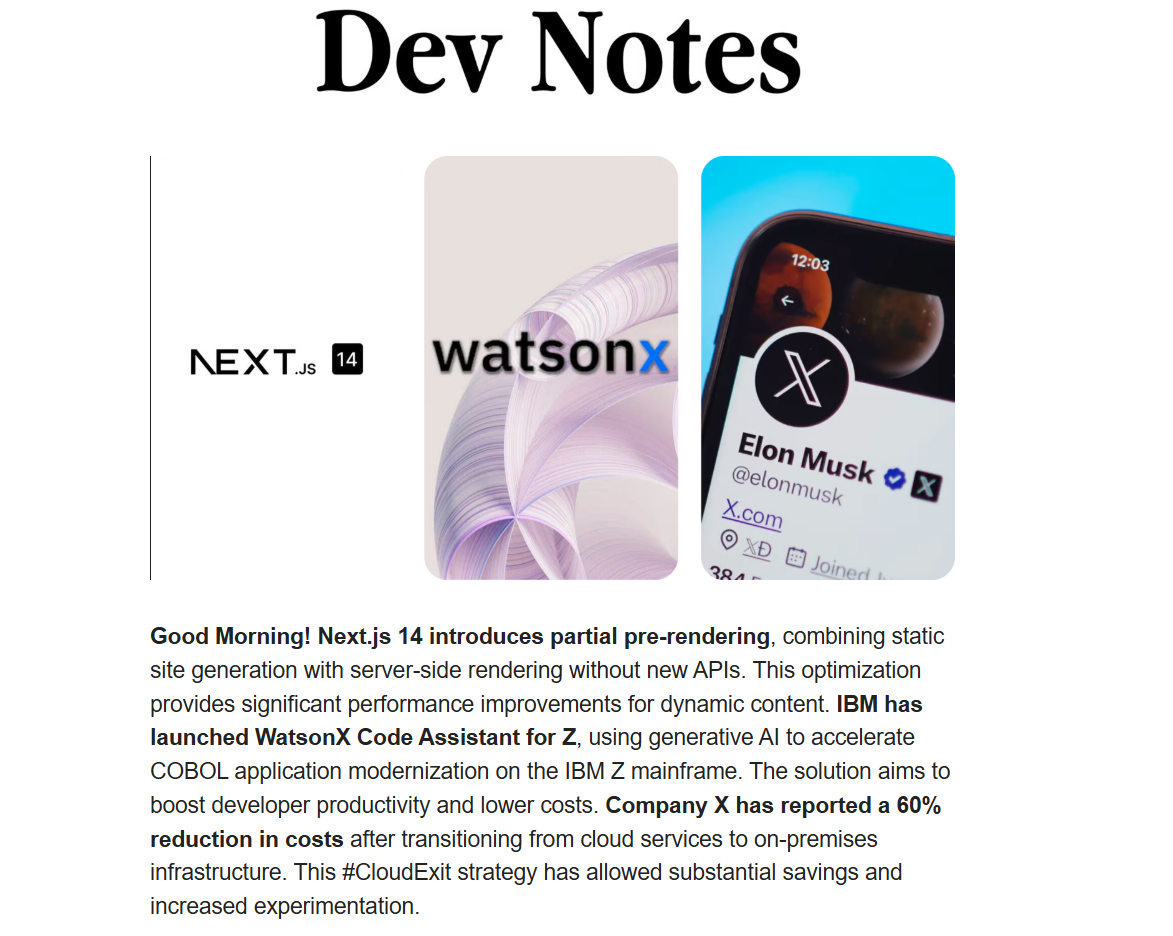 Dev Notes
NEXT.JS 14
watsonx
12:03
Elon Musk
@elonmusk
X.com
𝕏Ð Joined
384
Good Morning! Next.js 14 introduces partial pre-rendering, combining static
site generation with server-side rendering without new APIs. This optimization
provides significant performance improvements for dynamic content. IBM has
launched WatsonX Code Assistant for Z, using generative AI to accelerate
COBOL application modernization on the IBM Z mainframe. The solution aims to
boost developer productivity and lower costs. Company X has reported a 60%
reduction in costs after transitioning from cloud services to on-premises
infrastructure. This #CloudExit strategy has allowed substantial savings and
increased experimentation.